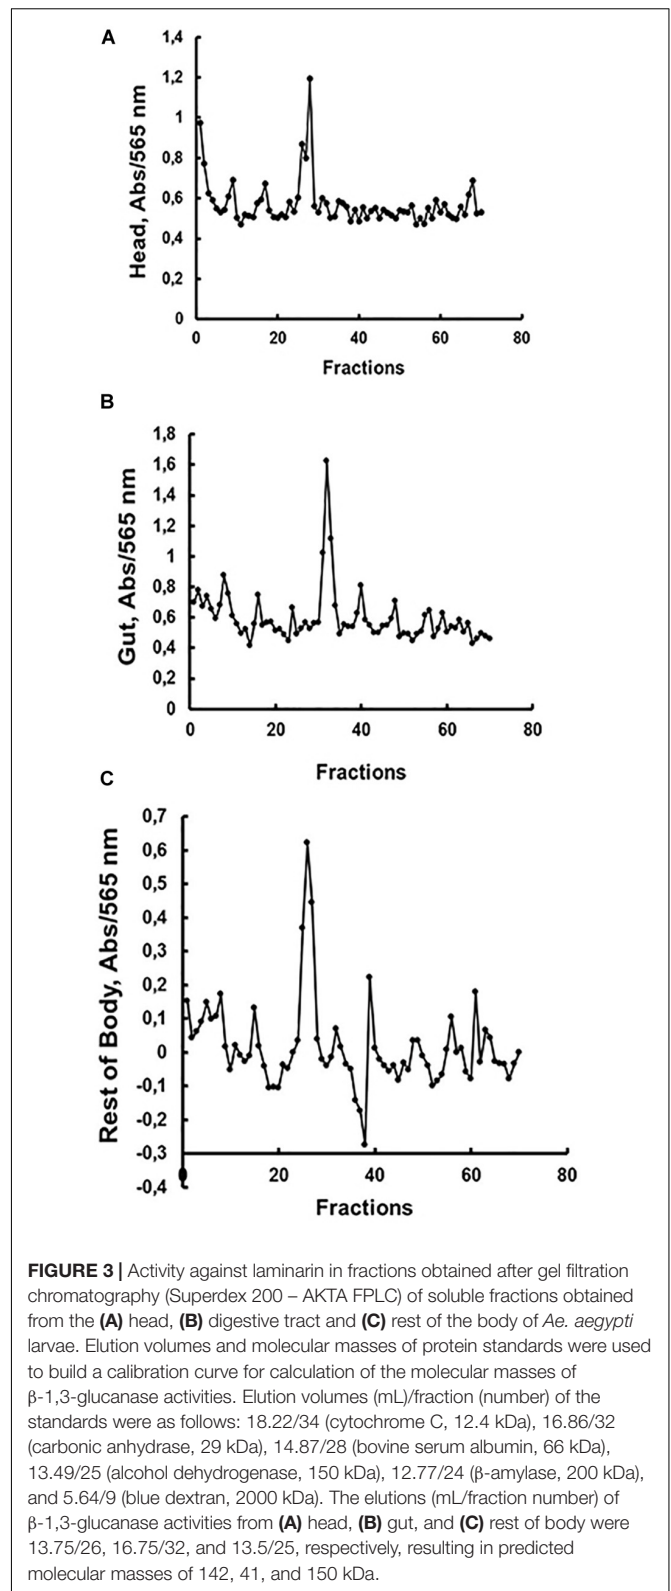 A
1,4
1,2
1
0,8
0,6
0,4
0,2
0
Head, Abs/565 nm
0 20 40 60 80
Fractions
B
1,8
1,6
1,4
1,2
1
0,8
0,6
0,4
0,2
0
Gut, Abs/565 nm
0 20 40 60 80
Fractions
C
0,7
0,6
0,5
0,4
0,3
0,2
0,1
0
-0,1
-0,2
-0,3
-0,4
Rest of Body, Abs/565 nm
0 20 40 60 80
Fractions
FIGURE 3 | Activity against laminarin in fractions obtained after gel filtration
chromatography (Superdex 200 – AKTA FPLC) of soluble fractions obtained
from the (A) head, (B) digestive tract and (C) rest of the body of Ae. aegypti
larvae. Elution volumes and molecular masses of protein standards were used
to build a calibration curve for calculation of the molecular masses of
β-1,3-glucanase activities. Elution volumes (mL)/fraction (number) of the
standards were as follows: 18.22/34 (cytochrome C, 12.4 kDa), 16.86/32
(carbonic anhydrase, 29 kDa), 14.87/28 (bovine serum albumin, 66 kDa),
13.49/25 (alcohol dehydrogenase, 150 kDa), 12.77/24 (β-amylase, 200 kDa),
and 5.64/9 (blue dextran, 2000 kDa). The elutions (mL/fraction number) of
β-1,3-glucanase activities from (A) head, (B) gut, and (C) rest of body were
13.75/26, 16.75/32, and 13.5/25, respectively, resulting in predicted
molecular masses of 142, 41, and 150 kDa.